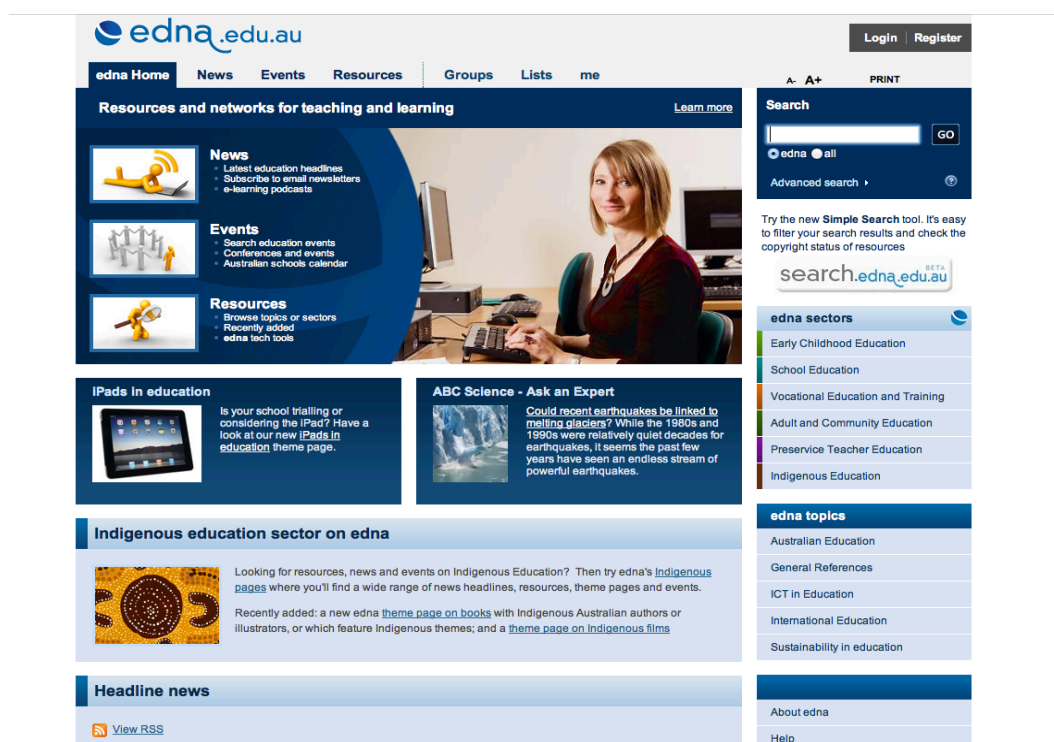 edna.edu.au
Login | Register
edna Home News Events Resources Groups Lists me
A- A+ PRINT
Resources and networks for teaching and learning Learn more
News
Latest education headlines
Subscribe to email newsletters
e-learning podcasts
Events
Search education events
Conferences and events
Australian schools calendar
Resources
Browse topics or sectors
Recently added
edna tech tools
Search
GO
edna all
Advanced search
?
Try the new Simple Search tool. It's easy
to filter your search results and check the
copyright status of resources
BETA
search.edna.edu.au
edna sectors
Early Childhood Education
School Education
Vocational Education and Training
Adult and Community Education
Preservice Teacher Education
Indigenous Education
iPads in education
Is your school trialling or
considering the iPad? Have a
look at our new iPads in
education theme page.
ABC Science - Ask an Expert
Could recent earthquakes be linked to
melting glaciers? While the 1980s and
1990s were relatively quiet decades for
earthquakes, it seems the past few
years have seen an endless stream of
powerful earthquakes.
Indigenous education sector on edna
Looking for resources, news and events on Indigenous Education? Then try edna's Indigenous
pages where you'll find a wide range of news headlines, resources, theme pages and events.
Recently added: a new edna theme page on books with Indigenous Australian authors or
illustrators, or which feature Indigenous themes; and a theme page on Indigenous films
edna topics
Australian Education
General References
ICT in Education
International Education
Sustainability in education
Headline news
View RSS
About edna
Help